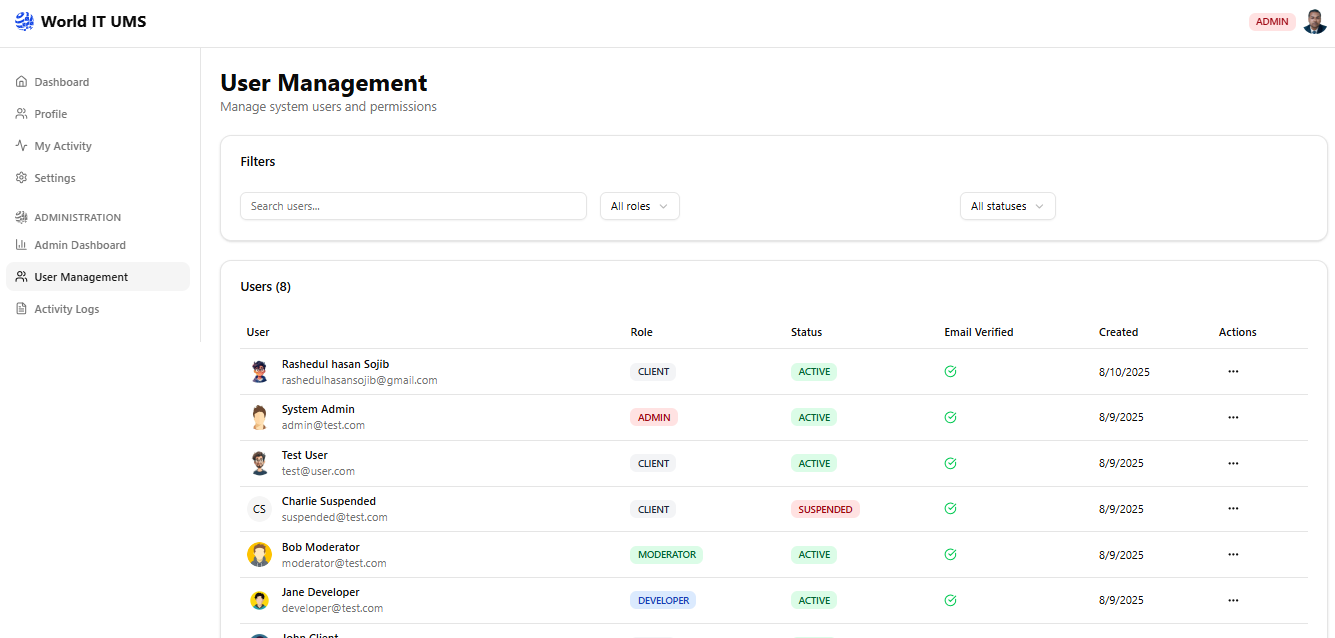 World IT UMS
ADMIN
Dashboard
Profile
My Activity
Settings
ADMINISTRATION
Admin Dashboard
User Management
Activity Logs
User Management
Manage system users and permissions
Filters
Search users...
All roles
All statuses
Users (8)
User Role Status Email Verified Created Actions
Rashedul hasan Sojib
rashedulhasansojib@gmail.com
CLIENT ACTIVE 8/10/2025
System Admin
admin@test.com
ADMIN ACTIVE 8/9/2025
Test User
test@user.com
CLIENT ACTIVE 8/9/2025
CS
Charlie Suspended
suspended@test.com
CLIENT SUSPENDED 8/9/2025
Bob Moderator
moderator@test.com
MODERATOR ACTIVE 8/9/2025
Jane Developer
developer@test.com
DEVELOPER ACTIVE 8/9/2025
John Client